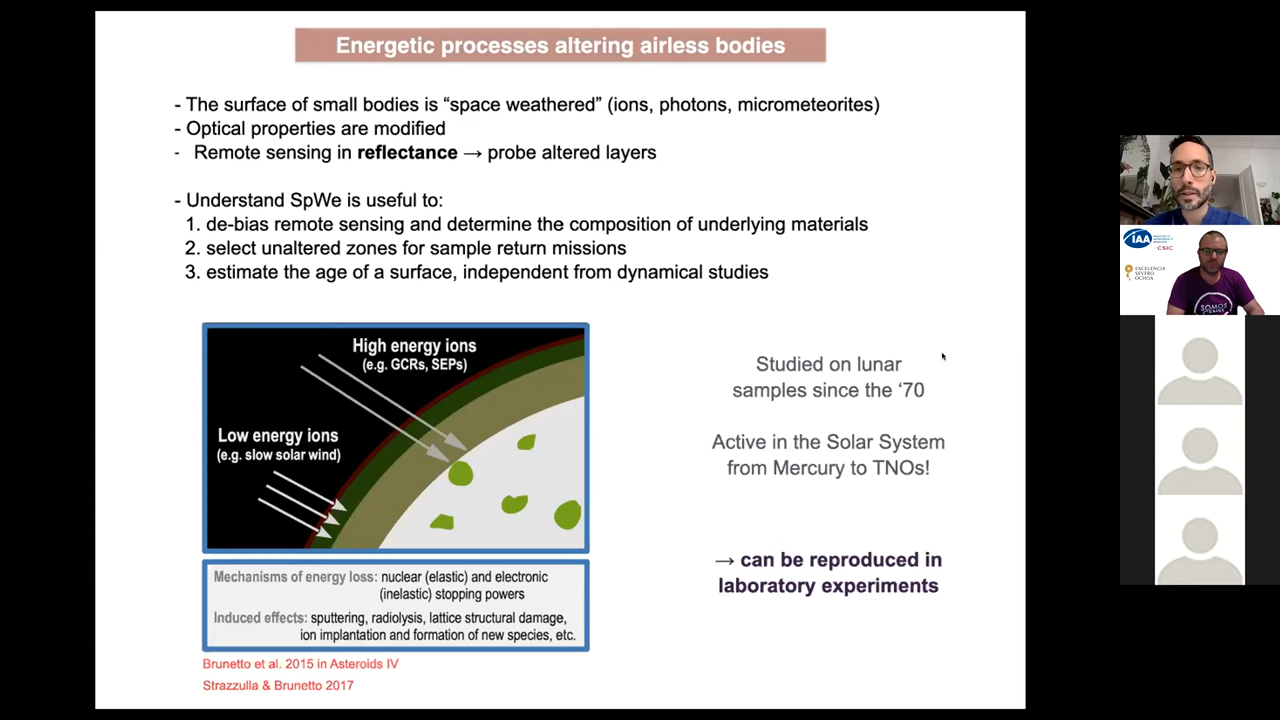 Energetic processes altering airless bodies
- The surface of small bodies is “space weathered” (ions, photons, micrometeorites)
- Optical properties are modified
- Remote sensing in reflectance → probe altered layers
- Understand SpWe is useful to:
1. de-bias remote sensing and determine the composition of underlying materials
2. select unaltered zones for sample return missions
3. estimate the age of a surface, independent from dynamical studies
High energy ions
(e.g. GCRs, SEPs)
Low energy ions
(e.g. slow solar wind)
Mechanisms of energy loss: nuclear (elastic) and electronic
(inelastic) stopping powers
Induced effects: sputtering, radiolysis, lattice structural damage,
ion implantation and formation of new species, etc.
Brunetto et al. 2015 in Asteroids IV
Strazzulla & Brunetto 2017
Studied on lunar
samples since the ‘70
Active in the Solar System
from Mercury to TNOs!
→ can be reproduced in
laboratory experiments
IAA
CSIC
EXCELENCIA
SEVERO
OCHOA
SOMOS